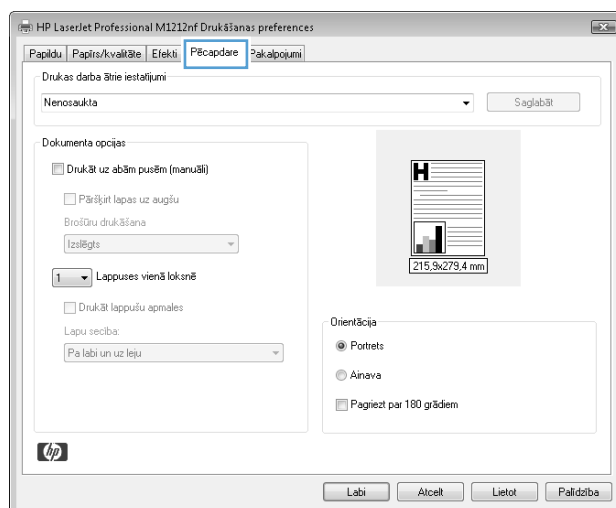 HP LaserJet Professional M1212nf Drukāšanas preferences
Papildu Papīrs/kvalitāte Efekti Pēcapdare Pakalpojumi
Drukas darba ātrie iestatījumi
Nenosaukta Saglabāt
Dokumenta opcijas
Drukāt uz abām pusēm (manuāli)
Pāršķirt lapas uz augšu
Brošūru drukāšana
Izslēgts
1 Lappuses vienā loksnē
Drukāt lappušu apmales
Lapu secība:
Pa labi un uz leju
H
215,9x279,4 mm
Orientācija
Portrets
Ainava
Pagriezt par 180 grādiem
hp
Labi Atcelt Lietot Palīdzība